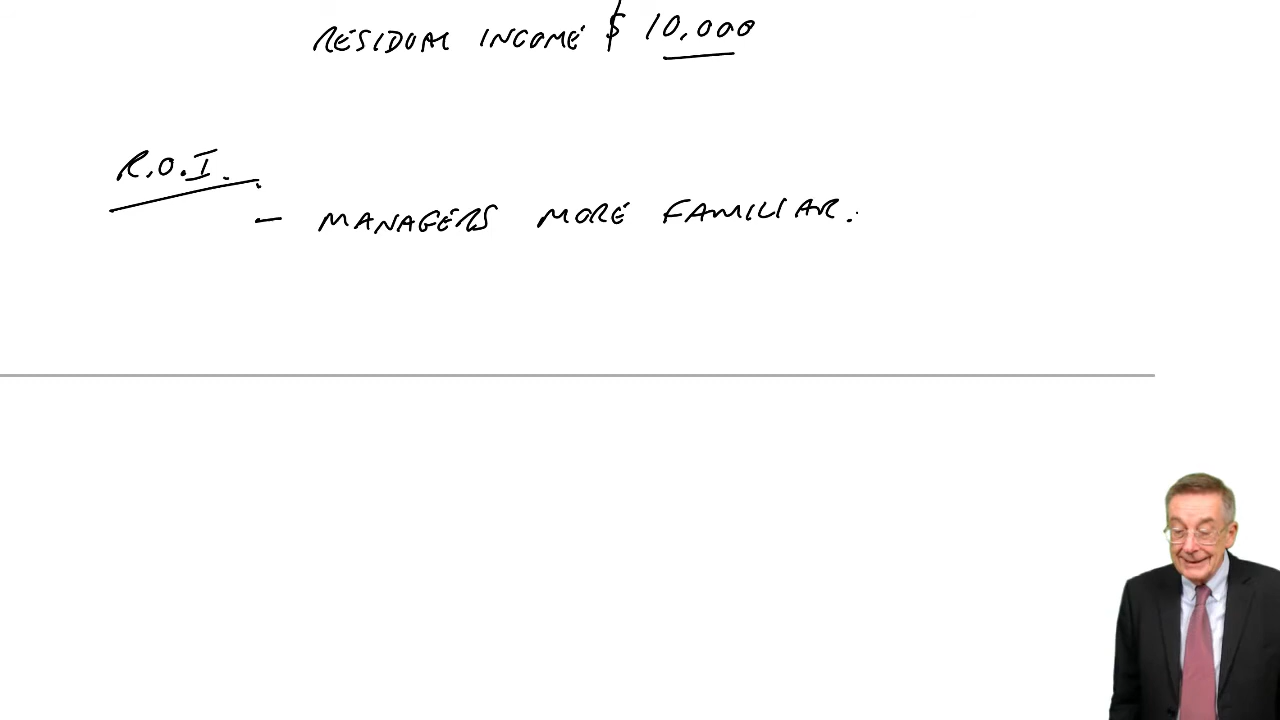 RESIDUAL INCOME $ 10,000
R.O.I.
- MANAGERS MORE FAMILIAR.